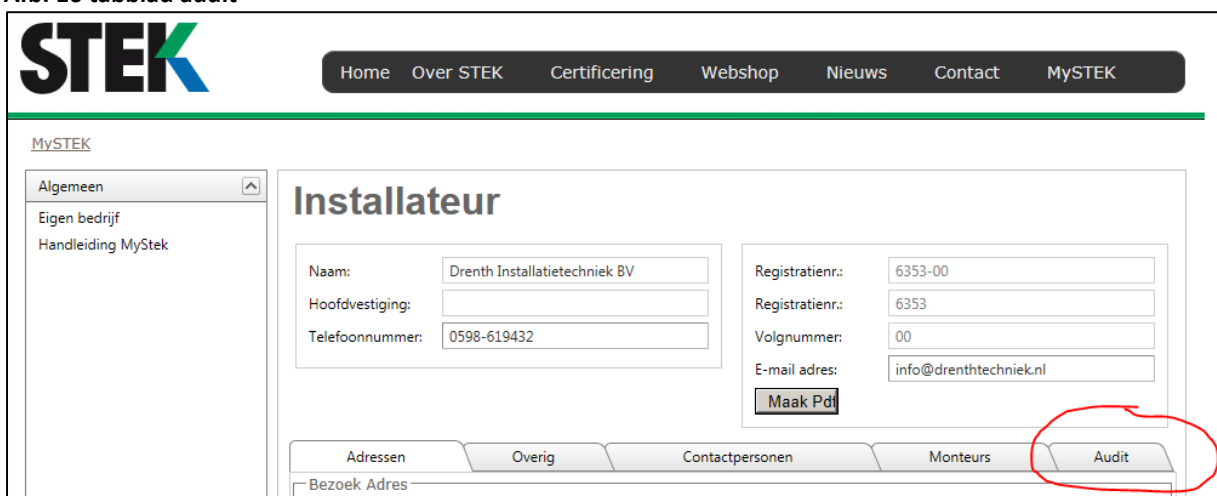 STEK
Home Over STEK Certificering Webshop Nieuws Contact MySTEK
MySTEK
Algemeen
Eigen bedrijf
Handleiding MyStek
Installateur
Naam: Drenth Installatietechniek BV
Hoofdvestiging:
Telefoonnummer: 0598-619432
Registratienr.: 6353-00
Registratienr.: 6353
Volgnummer: 00
E-mail adres: info@drenthtechniek.nl
Maak Pdf
Adressen Overig Contactpersonen Monteurs Audit
Bezoek Adres